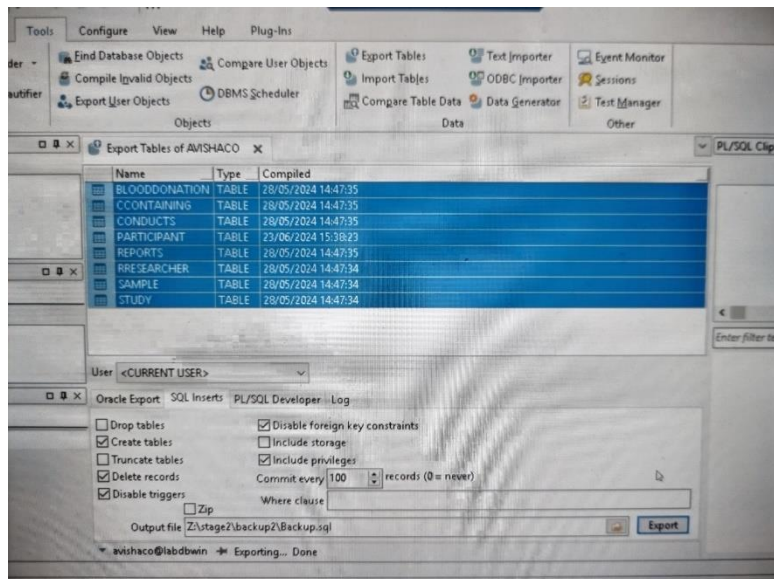 Tools Configure View Help Plug-Ins
der Find Database Objects Compare User Objects Export Tables Text Importer Event Monitor
Compile Invalid Objects Import Tables ODBC Importer Sessions
autifier Export User Objects DBMS Scheduler Compare Table Data Data Generator Test Manager
Objects Data Other
Export Tables of AVISHACO PL/SQL Clip
Name Type Compiled
BLOODDONATION TABLE 28/05/2024 14:47:35
CCONTAINING TABLE 28/05/2024 14:47:35
CONDUCTS TABLE 28/05/2024 14:47:35
PARTICIPANT TABLE 23/06/2024 15:38:23
REPORTS TABLE 28/05/2024 14:47:35
RRESEARCHER TABLE 28/05/2024 14:47:34
SAMPLE TABLE 28/05/2024 14:47:34
STUDY TABLE 28/05/2024 14:47:34
Enter filter te
User <CURRENT USER>
Oracle Export SQL Inserts PL/SQL Developer Log
Drop tables Disable foreign key constraints
Create tables Include storage
Truncate tables Include privileges
Delete records Commit every 100 records (0 = never)
Disable triggers Where clause
Zip
Output file Z:\stage2\backup2\Backup.sql Export
avishaco@labdbwin Exporting... Done